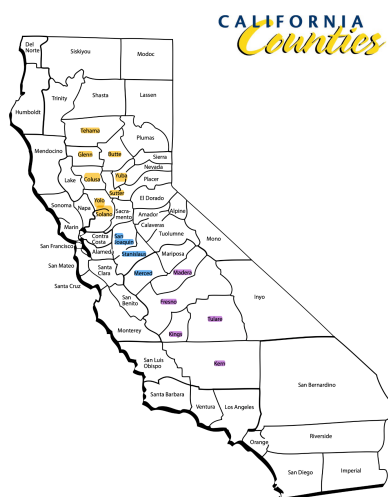 CALIFORNIA
Counties
Del
Norte
Siskiyou
Modoc
Humboldt
Trinity
Shasta
Lassen
Tehama
Plumas
Mendocino
Glenn
Butte
Sierra
Nevada
Lake
Colusa
Yuba
Placer
Sutter
Yolo
El Dorado
Sonoma
Napa
Solano
Sacra-
mento
Amador
Alpine
Calaveras
Marin
Contra
Costa
San
Joaquin
Tuolumne
Mono
San Francisco
Alameda
Stanislaus
Mariposa
San Mateo
Santa
Clara
Merced
Madera
Santa Cruz
San
Benito
Fresno
Inyo
Monterey
Kings
Tulare
San Luis
Obispo
Kern
San Bernardino
Santa Barbara
Ventura
Los Angeles
Orange
Riverside
San Diego
Imperial